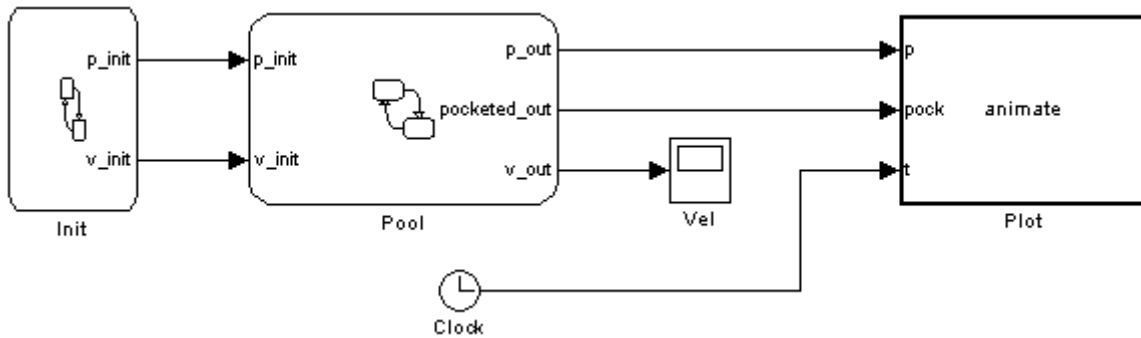 p_init
v_init
Init
p_init
v_init
p_out
pocketed_out
v_out
Pool
Vel
p
pock
t
animate
Plot
Clock